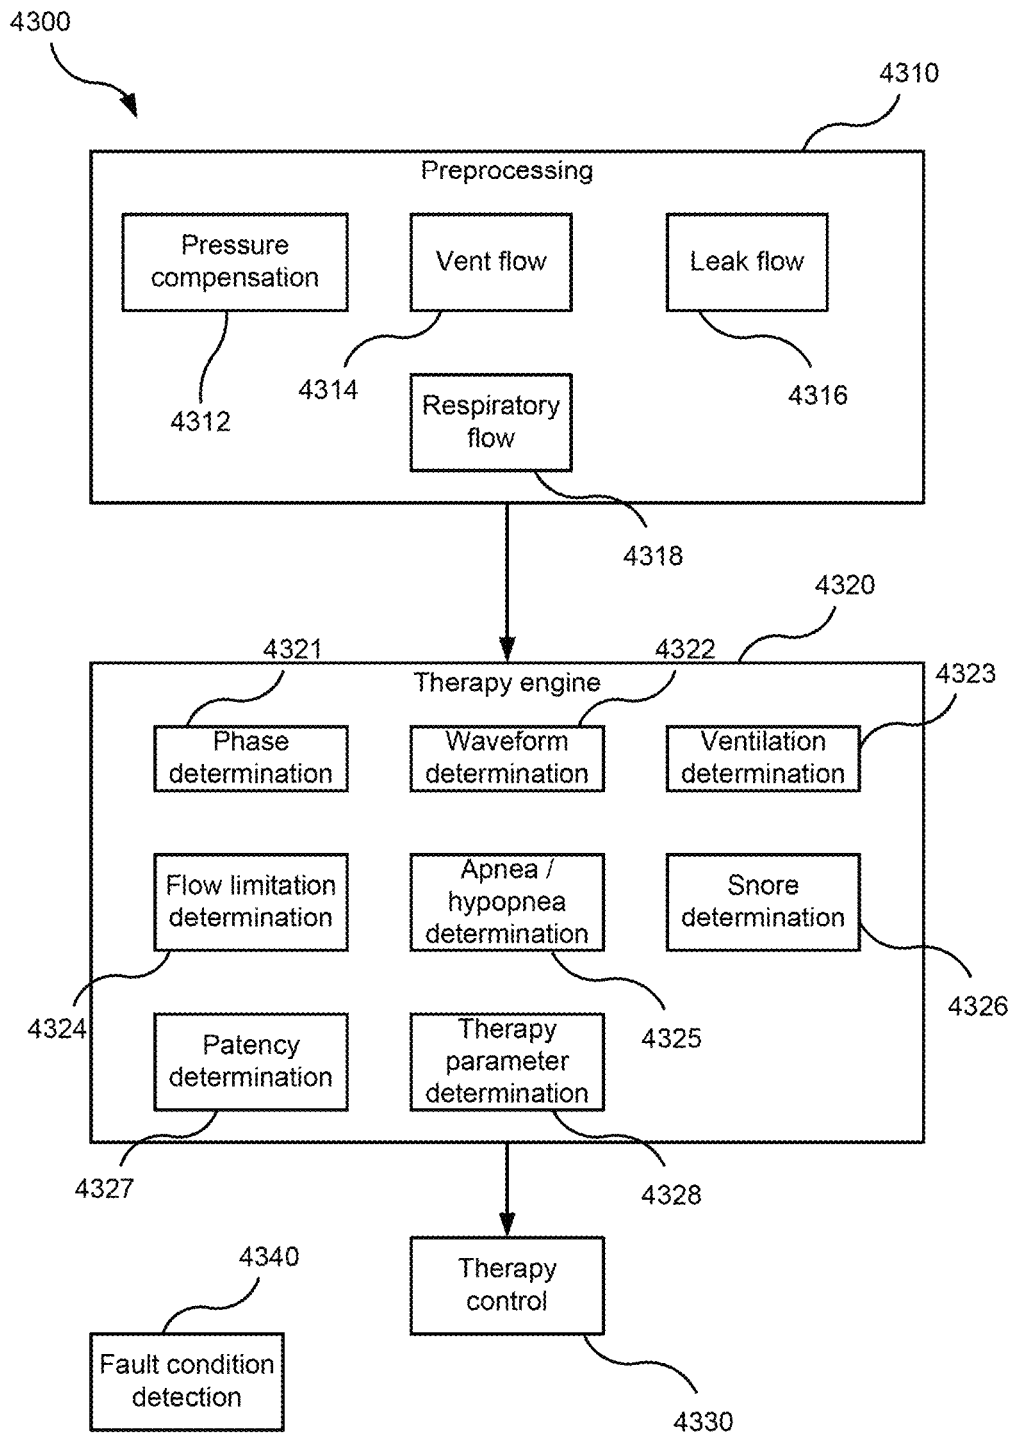 4300
4310
Preprocessing
Pressure
compensation
Vent flow
Leak flow
4312
4314
4316
Respiratory
flow
4318
4320
4321
4322
4323
Therapy engine
Phase
determination
Waveform
determination
Ventilation
determination
Flow limitation
determination
Apnea /
hypopnea
determination
Snore
determination
4324
4325
4326
Patency
determination
Therapy
parameter
determination
4327
4328
4340
Therapy
control
Fault condition
detection
4330